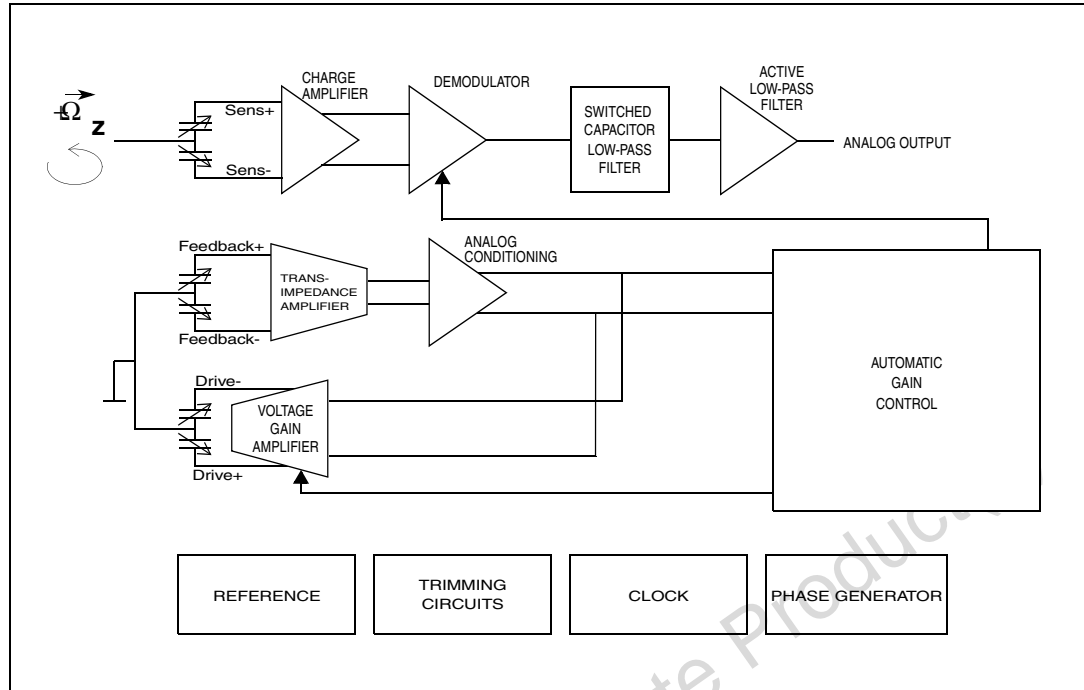 CHARGE
AMPLIFIER
DEMODULATOR
ACTIVE
LOW-PASS
FILTER
+Ω
Z
Sens+
Sens-
SWITCHED
CAPACITOR
LOW-PASS
FILTER
ANALOG OUTPUT
Feedback+
Feedback-
TRANS-
IMPEDANCE
AMPLIFIER
ANALOG
CONDITIONING
AUTOMATIC
GAIN
CONTROL
Drive-
Drive+
VOLTAGE
GAIN
AMPLIFIER
REFERENCE
TRIMMING
CIRCUITS
CLOCK
PHASE GENERATOR